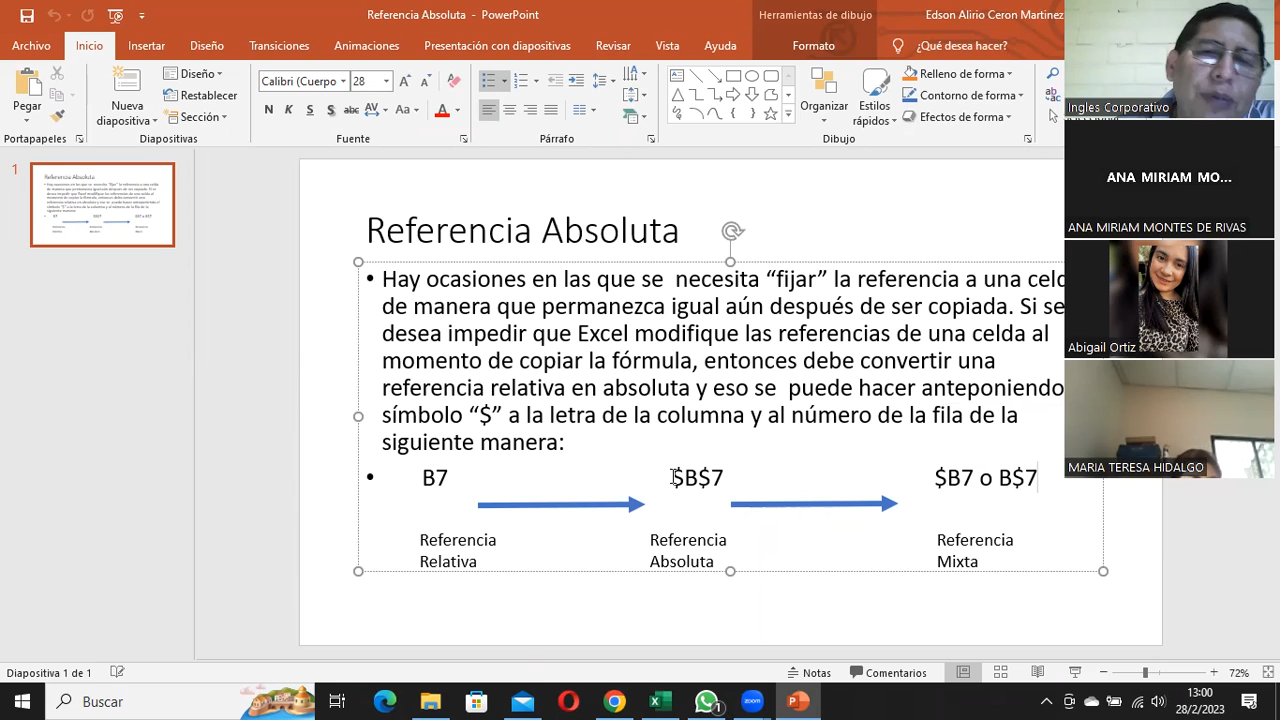 Referencia Absoluta - PowerPoint
Herramientas de dibujo
Edson Alirio Ceron Martinez
Archivo Inicio Insertar Diseño Transiciones Animaciones Presentación con diapositivas Revisar Vista Ayuda Formato ¿Qué desea hacer?
Pegar
Nueva diapositiva
Diseño
Restablecer
Sección
Calibri (Cuerpo 28
N K S S abc AV Aa A
Organizar
Estilos rápidos
Relleno de forma
Contorno de forma
Efectos de forma
Portapapeles Diapositivas Fuente Párrafo Dibujo
Ingles Corporativo
ANA MIRIAM MO...
ANA MIRIAM MONTES DE RIVAS
Abigail Ortiz
MARIA TERESA HIDALGO
1
Referencia Absoluta
• Hay ocasiones en las que se necesita “fijar” la referencia a una celd
de manera que permanezca igual aún después de ser copiada. Si se
desea impedir que Excel modifique las referencias de una celda al
momento de copiar la fórmula, entonces debe convertir una
referencia relativa en absoluta y eso se puede hacer anteponiendo
símbolo “$” a la letra de la columna y al número de la fila de la
siguiente manera:
• B7 $B$7 $B7 o B$7
Referencia Relativa
Referencia Absoluta
Referencia Mixta
Diapositiva 1 de 1
Notas
Comentarios
72%
Buscar
zoom
1
13:00
28/2/2023